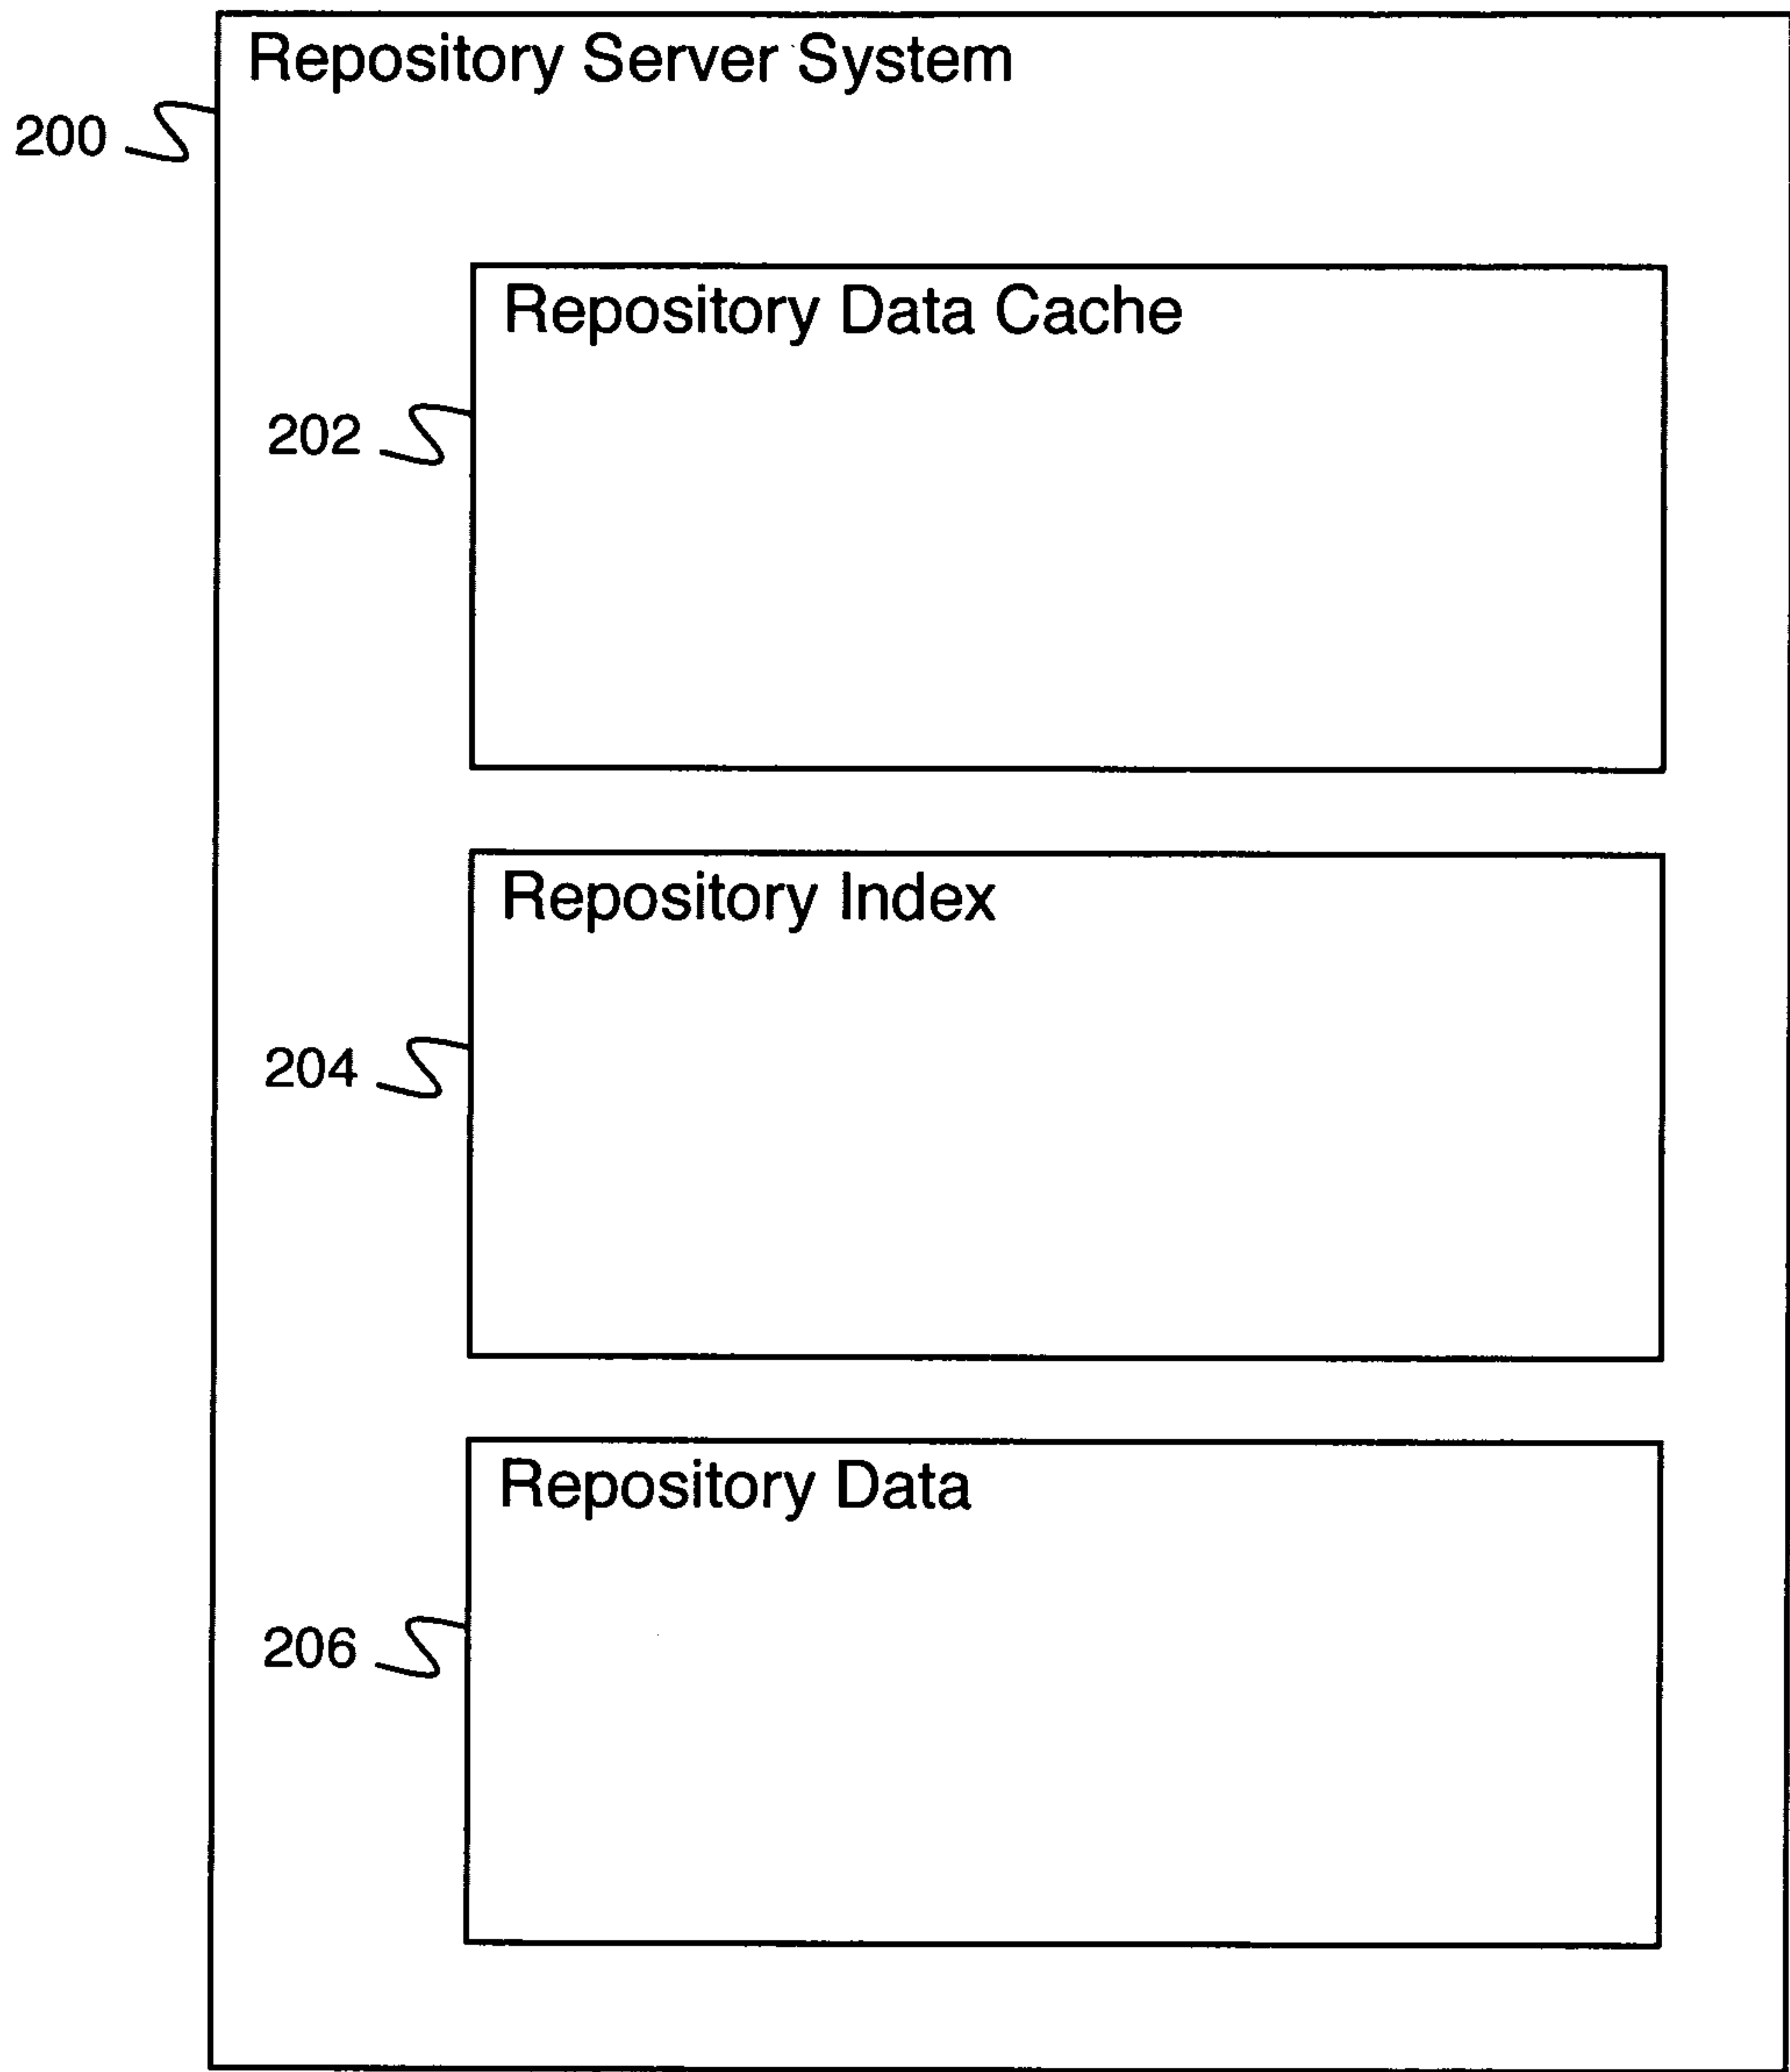 Repository Server System
200
Repository Data Cache
202
Repository Index
204
Repository Data
206